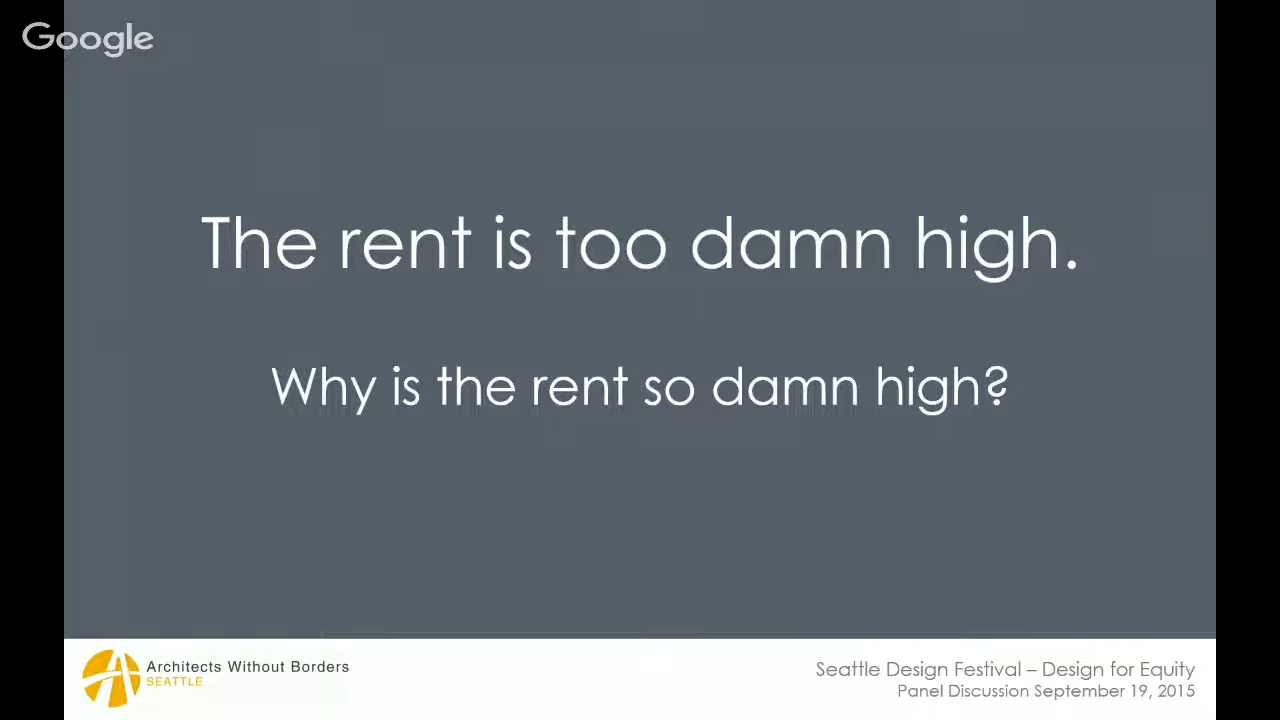 Google
The rent is too damn high.
Why is the rent so damn high?
Architects Without Borders
SEATTLE
Seattle Design Festival – Design for Equity
Panel Discussion September 19, 2015